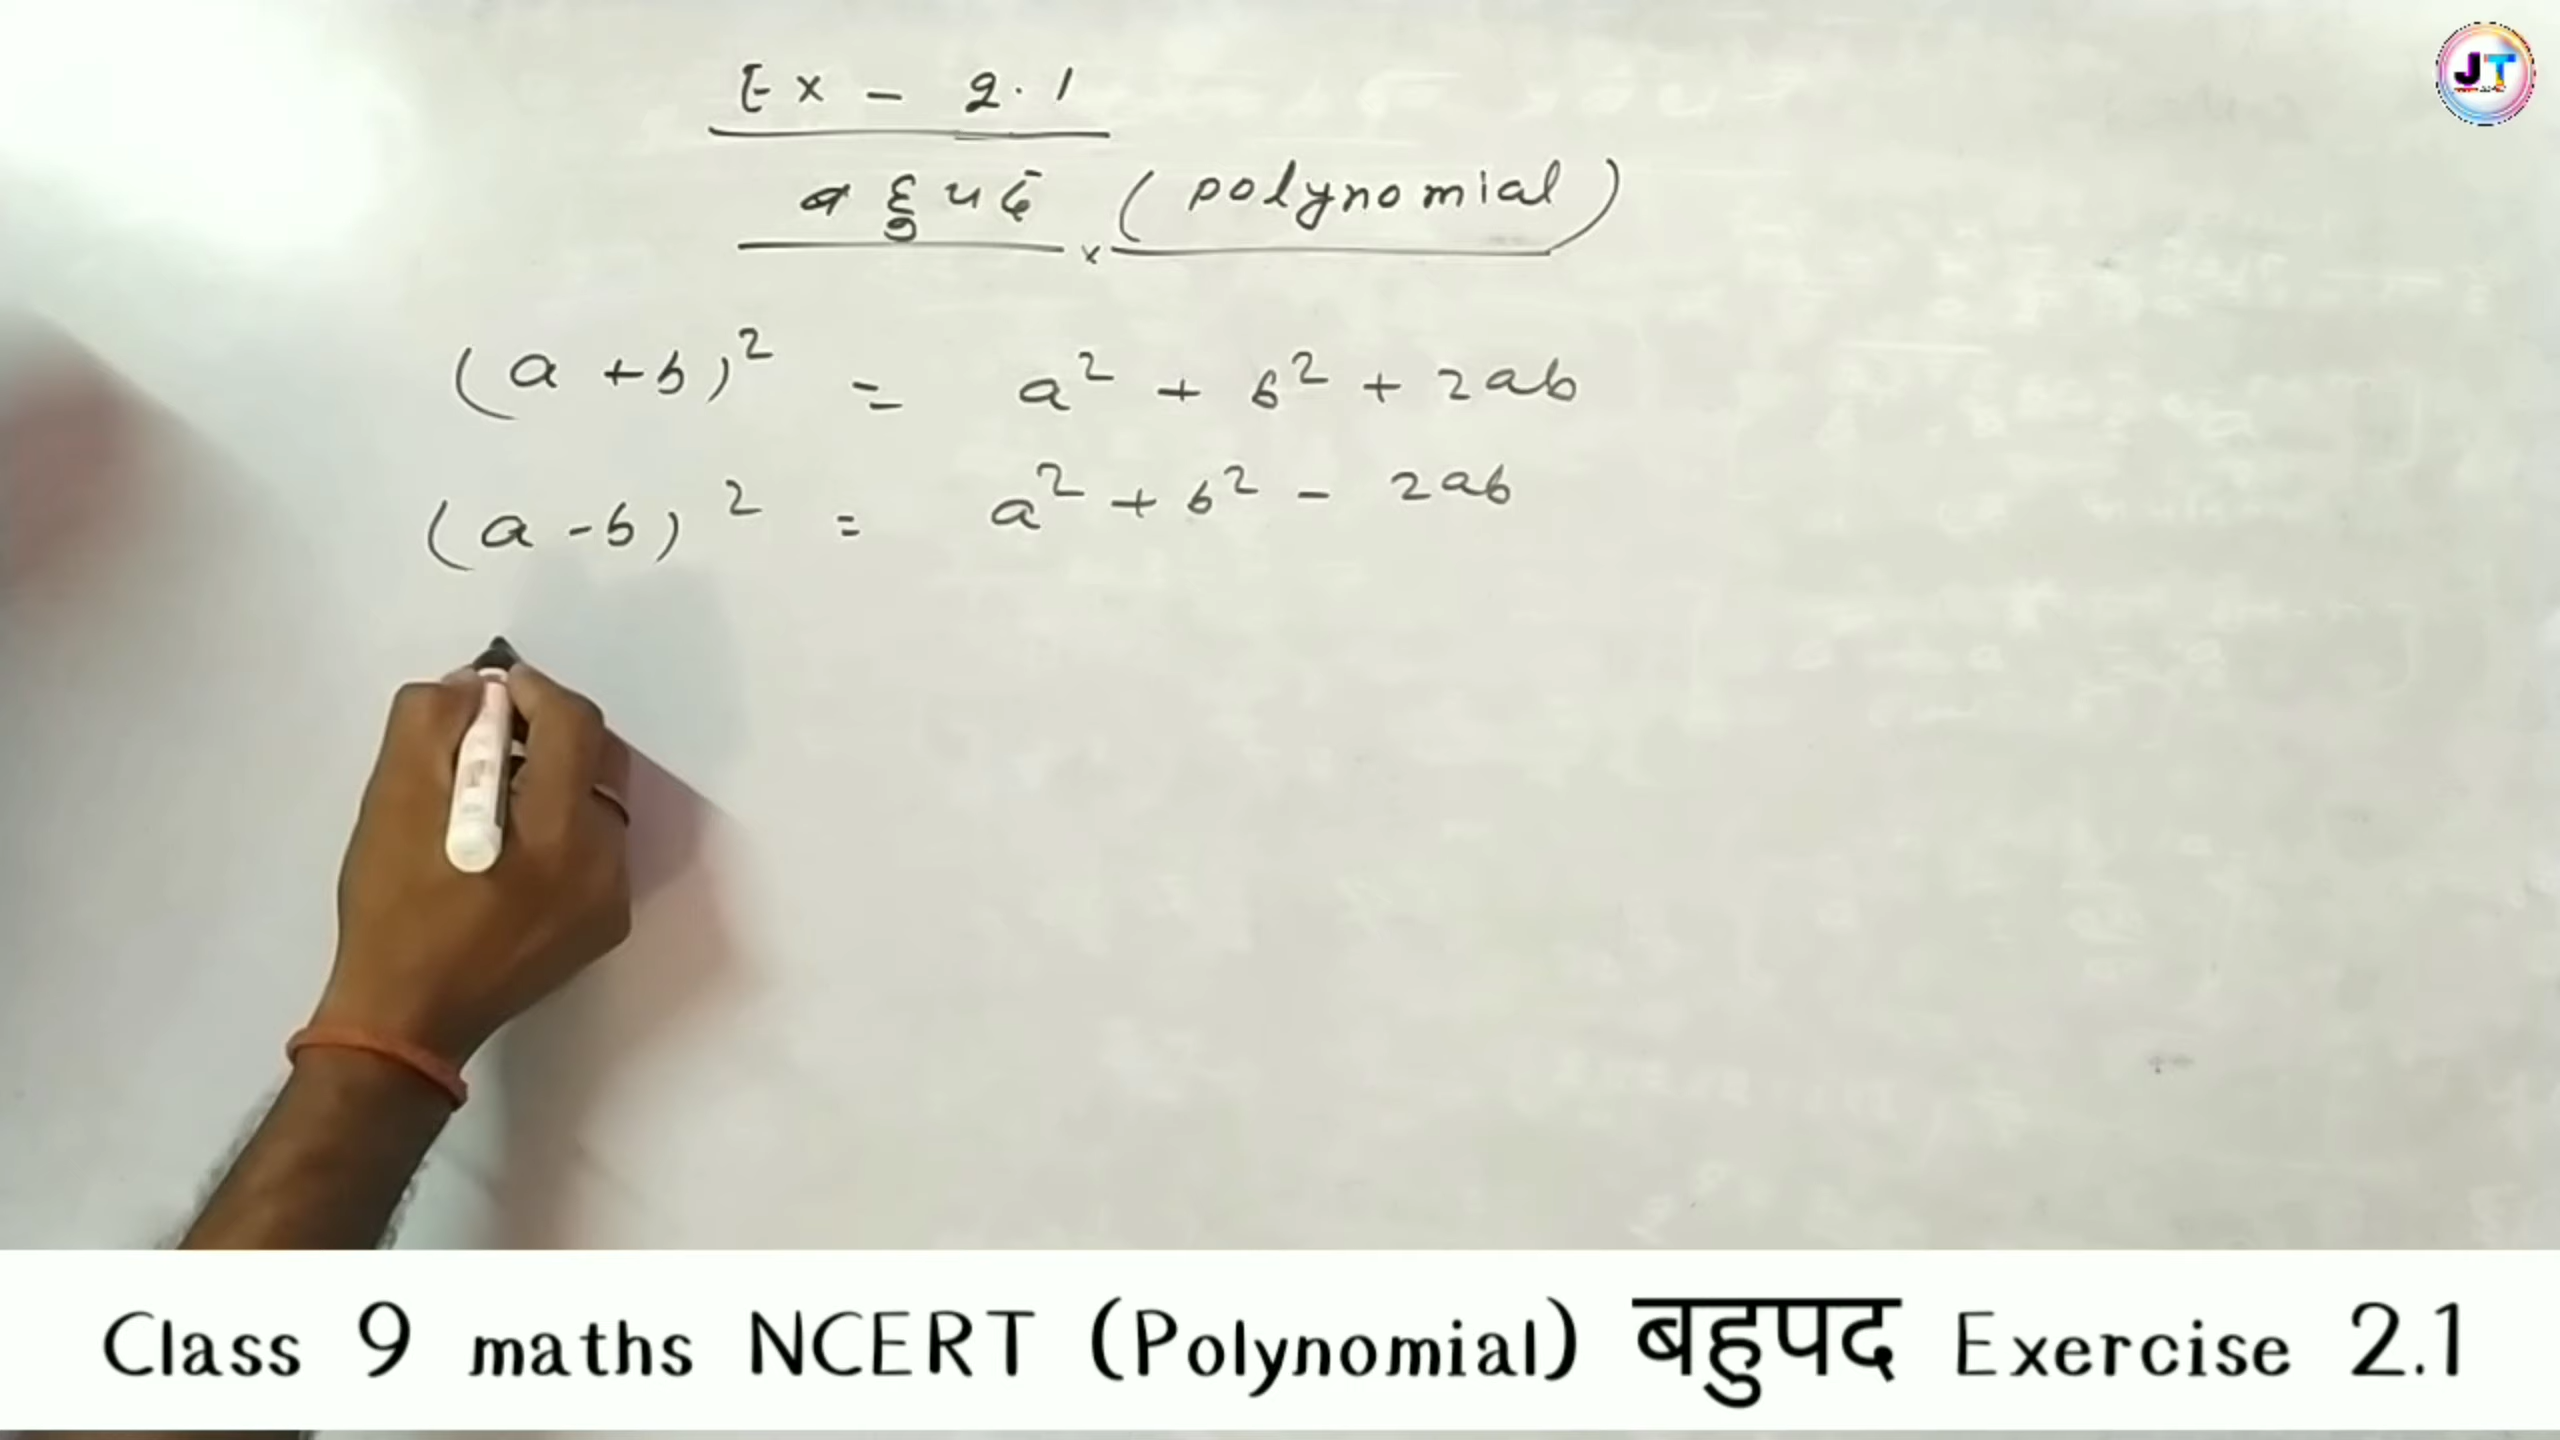 JT
Ex - 2.1
बहुपद (polynomial)
(a + b)² = a² + b² + 2ab
(a - b)² = a² + b² - 2ab
Class 9 maths NCERT (Polynomial) बहुपद Exercise 2.1